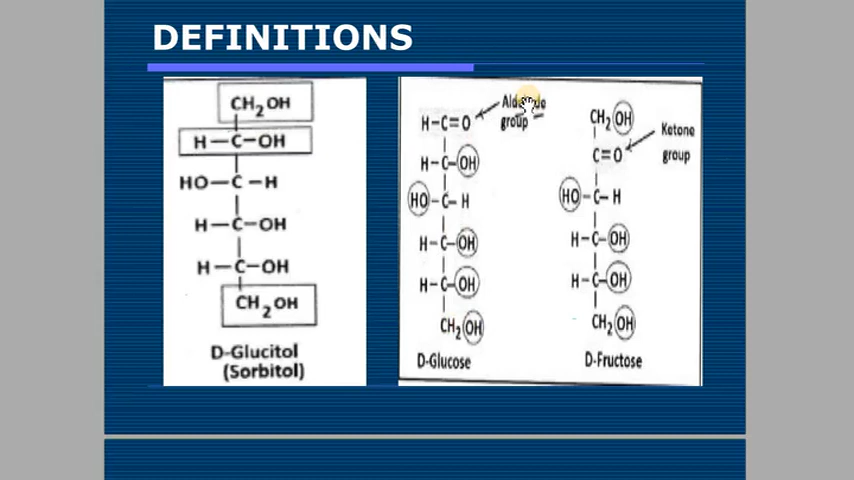 DEFINITIONS
CH2OH
H-C-OH
HO-C-H
H-C-OH
H-C-OH
CH2OH
D-Glucitol
(Sorbitol)
H-C=O
H-C-OH
HO-C-H
H-C-OH
H-C-OH
CH2OH
D-Glucose
group
CH2OH
C=O
HO-C-H
H-C-OH
H-C-OH
CH2OH
D-Fructose
Ketone
group